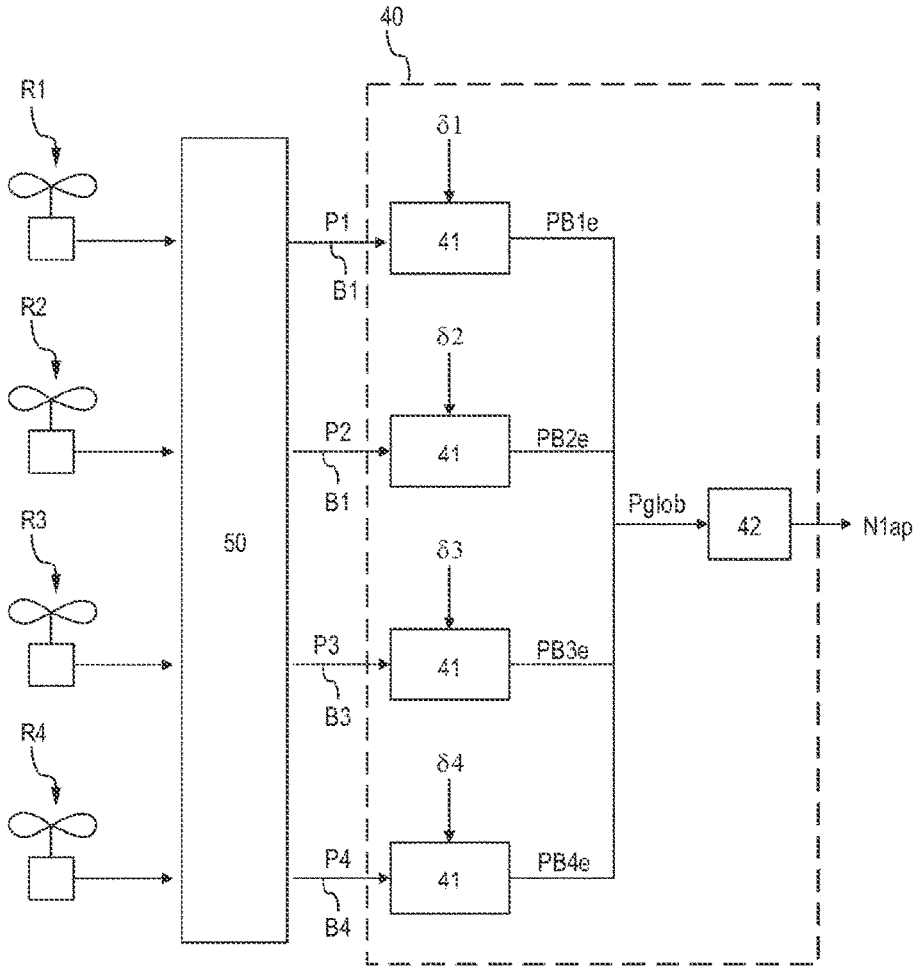 40
R1
δ1
P1
41
PB1e
B1
R2
δ2
P2
41
PB2e
B1
Pglob
42
N1ap
R3
50
δ3
P3
41
PB3e
B3
R4
δ4
P4
41
PB4e
B4